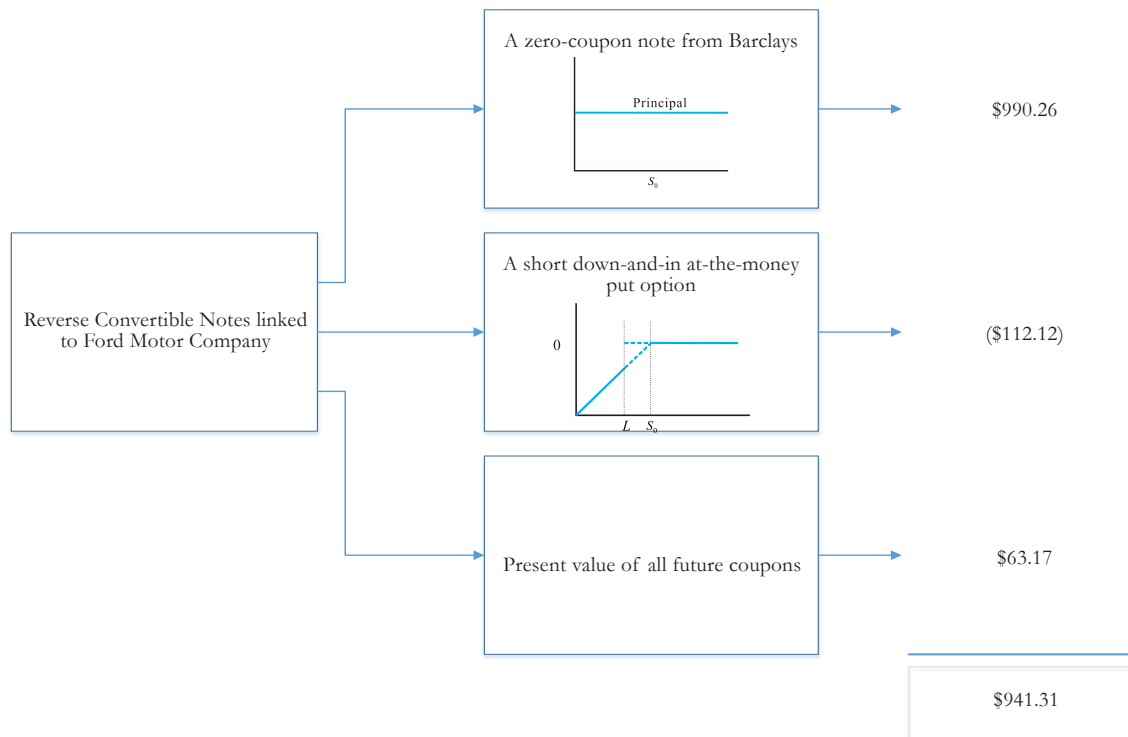 A zero-coupon note from Barclays
Principal
S₀
$990.26
Reverse Convertible Notes linked
to Ford Motor Company
A short down-and-in at-the-money
put option
0
L S₀
($112.12)
Present value of all future coupons
$63.17
$941.31